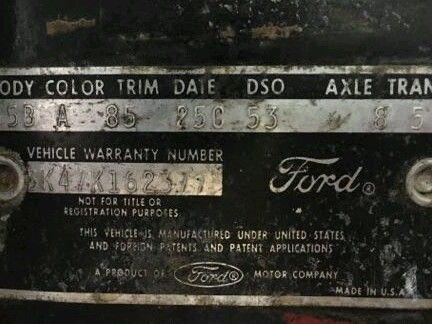 ODY COLOR TRIM DATE DSO AXLE TRAN
5B A 85 25C 53 8 5
VEHICLE WARRANTY NUMBER
Ford ®
NOT FOR TITLE OR
REGISTRATION PURPOSES
THIS VEHICLE IS MANUFACTURED UNDER UNITED STATES
AND FOREIGN PATENTS AND PATENT APPLICATIONS
A PRODUCT OF Ford® MOTOR COMPANY
MADE IN U.S.A.